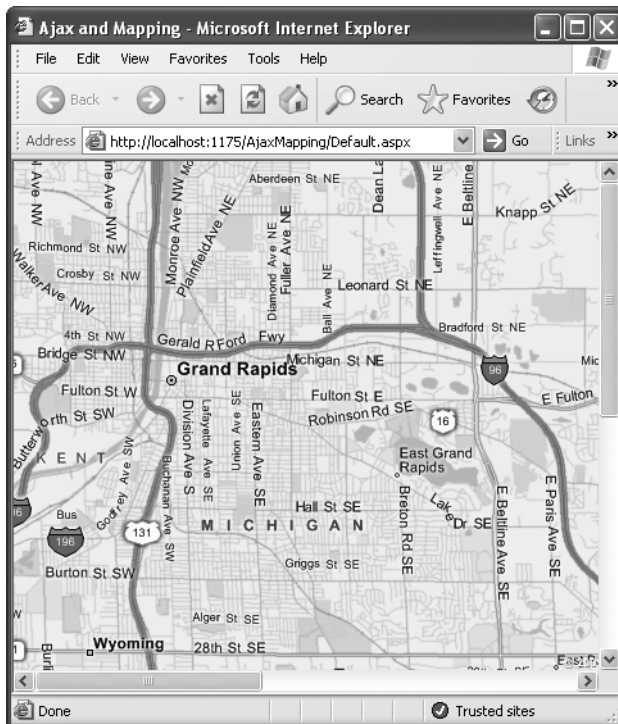 Ajax and Mapping - Microsoft Internet Explorer
File Edit View Favorites Tools Help
Back Search Favorites
Address http://localhost:1175/AjaxMapping/Default.aspx Go Links
Aberdeen St NE
Dean La
Leffingwell Ave NE
E Beltline
Knapp St NE
Ave NW
ine Ave NW
Monroe Ave NW
Plainfield Ave NE
Diamond Ave NE
Fuller Ave NE
Richmond St NW
Walker Ave NW
Crosby St NW
Leonard St NE
Ball Ave NE
4th St NW
Gerald R Ford Fwy
Bradford St NE
Bridge St NW
Michigan St NE
Mic
96
Grand Rapids
Fulton St W
Fulton St E
E Fulton
Robinson Rd SE
16
Butterworth St SW
Division Ave S
Lafayette Ave SE
Union Ave SE
Eastern Ave SE
East Grand
Rapids
KENT
Godfrey Ave SW
Buchanan Ave SW
Breton Rd SE
Lake Dr SE
E Beltline Ave SE
E Paris Ave SE
Hall St SE
MICHIGAN
Bus
196
131
Griggs St SE
Burton St SW
Alger St SE
Wyoming
28th St SE
Burli
Done Trusted sites